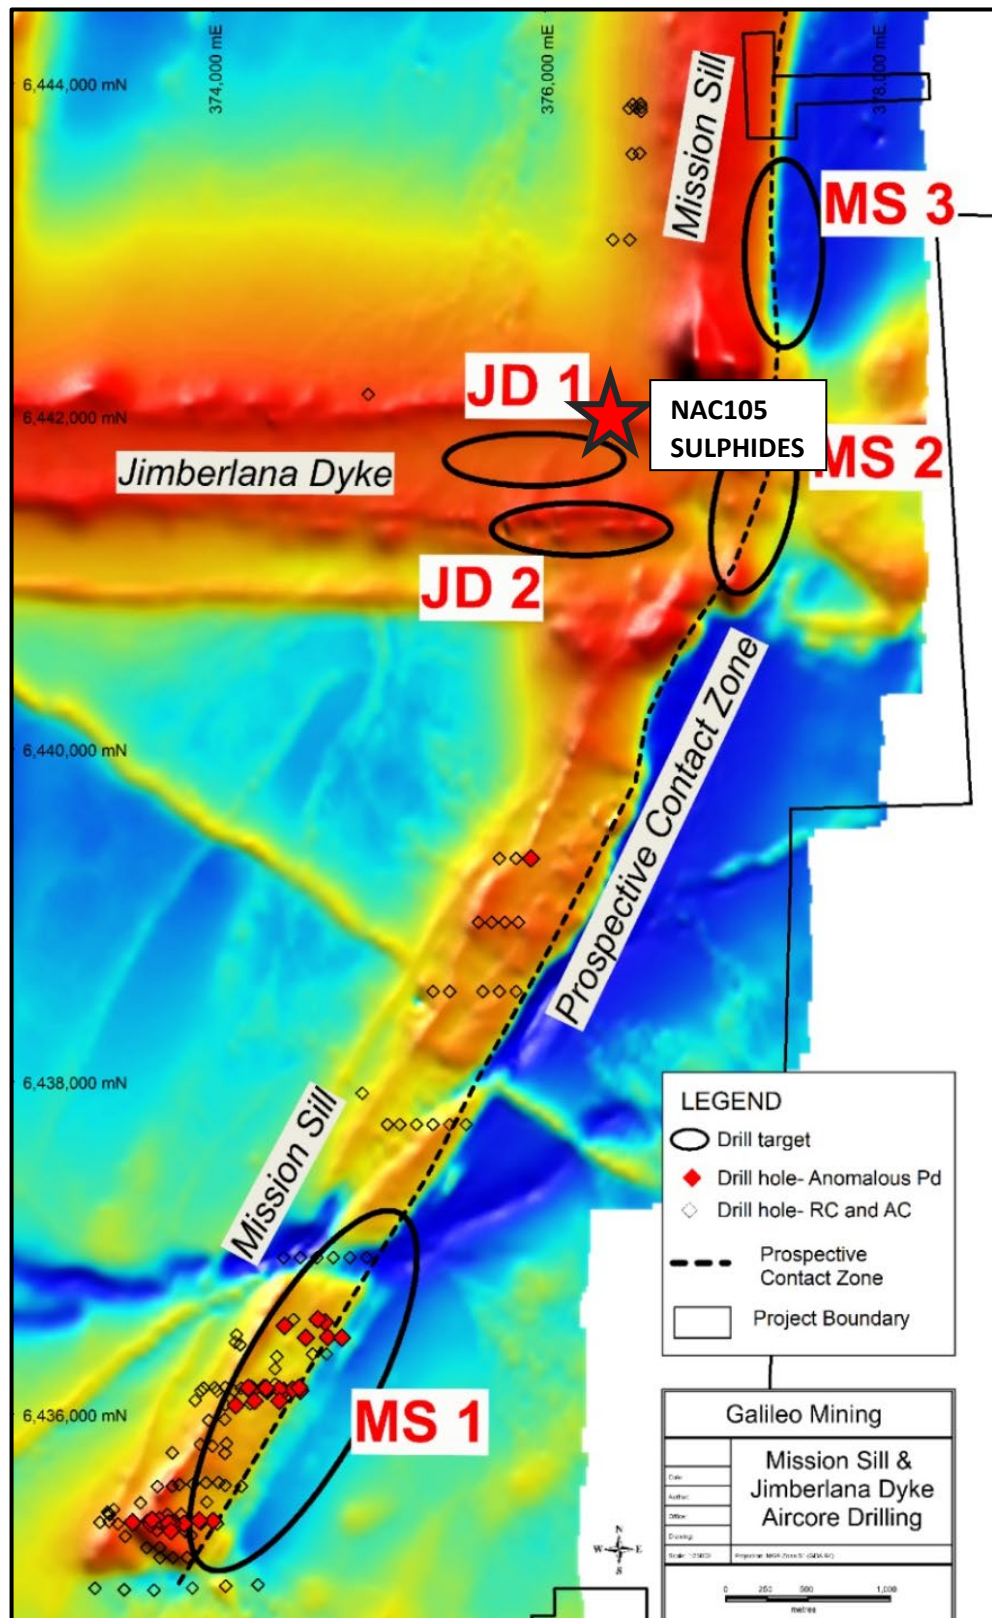 374,000 mE
376,000 mE
378,000 mE
6,444,000 mN
Mission Sill
MS 3
JD 1
NAC105
SULPHIDES
6,442,000 mN
MS 2
Jimberlana Dyke
JD 2
Prospective Contact Zone
6,440,000 mN
6,438,000 mN
Mission Sill
LEGEND
Drill target
Drill hole- Anomalous Pd
Drill hole- RC and AC
Prospective
Contact Zone
Project Boundary
6,436,000 mN
MS 1
Galileo Mining
Mission Sill &
Jimberlana Dyke
Aircore Drilling
Date:
Author:
Office:
Drawing:
N
W E
S
0 250 500 1,000
metres